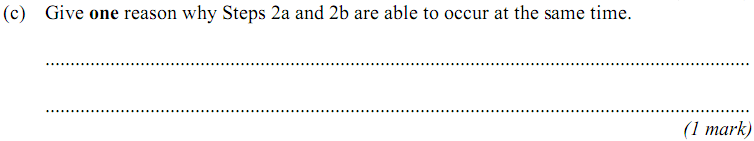 (c) Give one reason why Steps 2a and 2b are able to occur at the same time.
....................................................................................................
....................................................................................................
(1 mark)